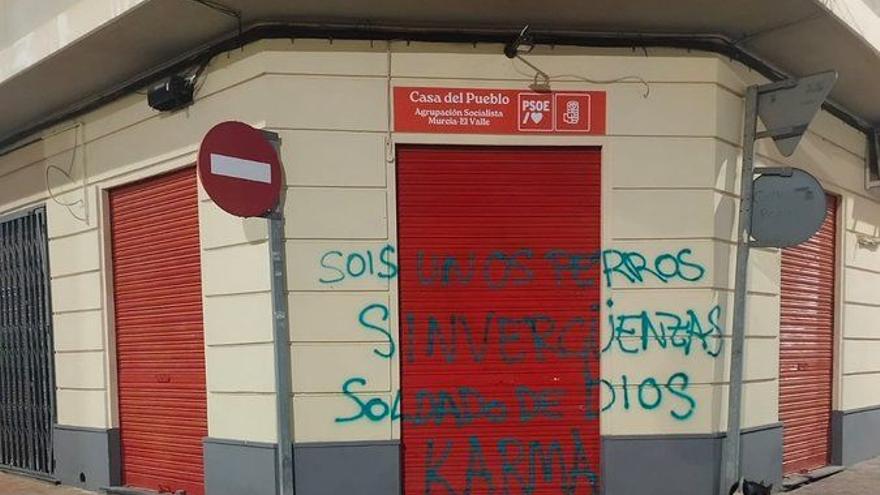 Casa del Pueblo
Agrupación Socialista
Murcia-El Valle
PSOE
SOIS UNOS PERROS
SINVERGÜENZAS
SOLDADO DE DIOS
KARMA